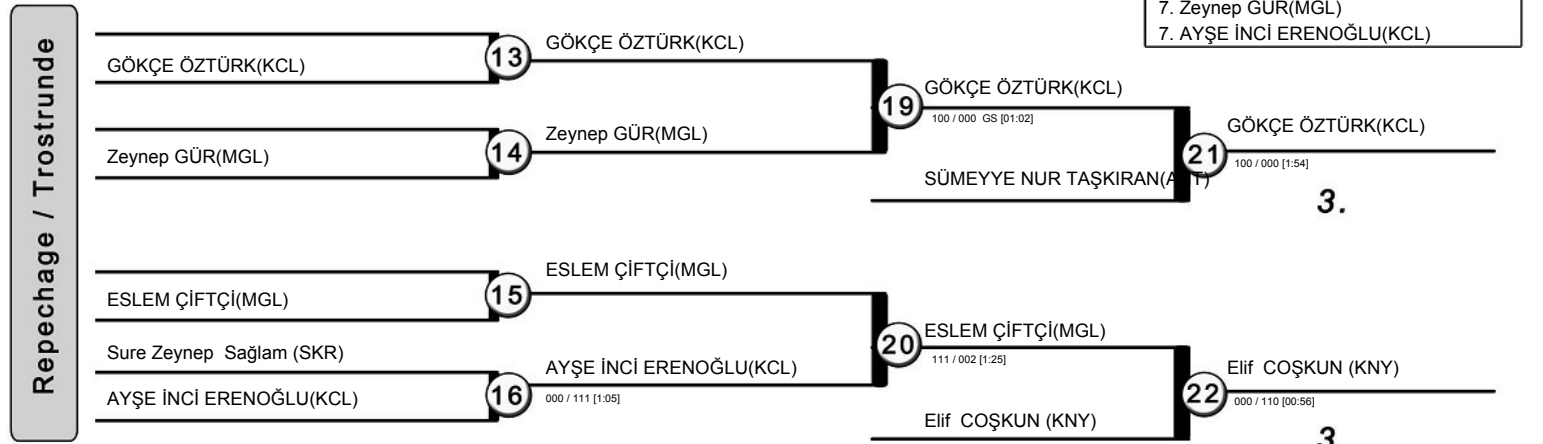 7. Zeynep GÜR(MGL)
7. AYŞE İNCİ ERENOĞLU(KCL)
Repechage / Trostrunde
GÖKÇE ÖZTÜRK(KCL)
13
GÖKÇE ÖZTÜRK(KCL)
Zeynep GÜR(MGL)
14
Zeynep GÜR(MGL)
19
GÖKÇE ÖZTÜRK(KCL)
100 / 000 GS [01:02]
SÜMEYYE NUR TAŞKIRAN
21
GÖKÇE ÖZTÜRK(KCL)
100 / 000 [1:54]
3.
ESLEM ÇİFTÇİ(MGL)
15
ESLEM ÇİFTÇİ(MGL)
Sure Zeynep Sağlam (SKR)
AYŞE İNCİ ERENOĞLU(KCL)
16
AYŞE İNCİ ERENOĞLU(KCL)
000 / 111 [1:05]
20
ESLEM ÇİFTÇİ(MGL)
111 / 002 [1:25]
Elif COŞKUN (KNY)
22
Elif COŞKUN (KNY)
000 / 110 [00:56]
3